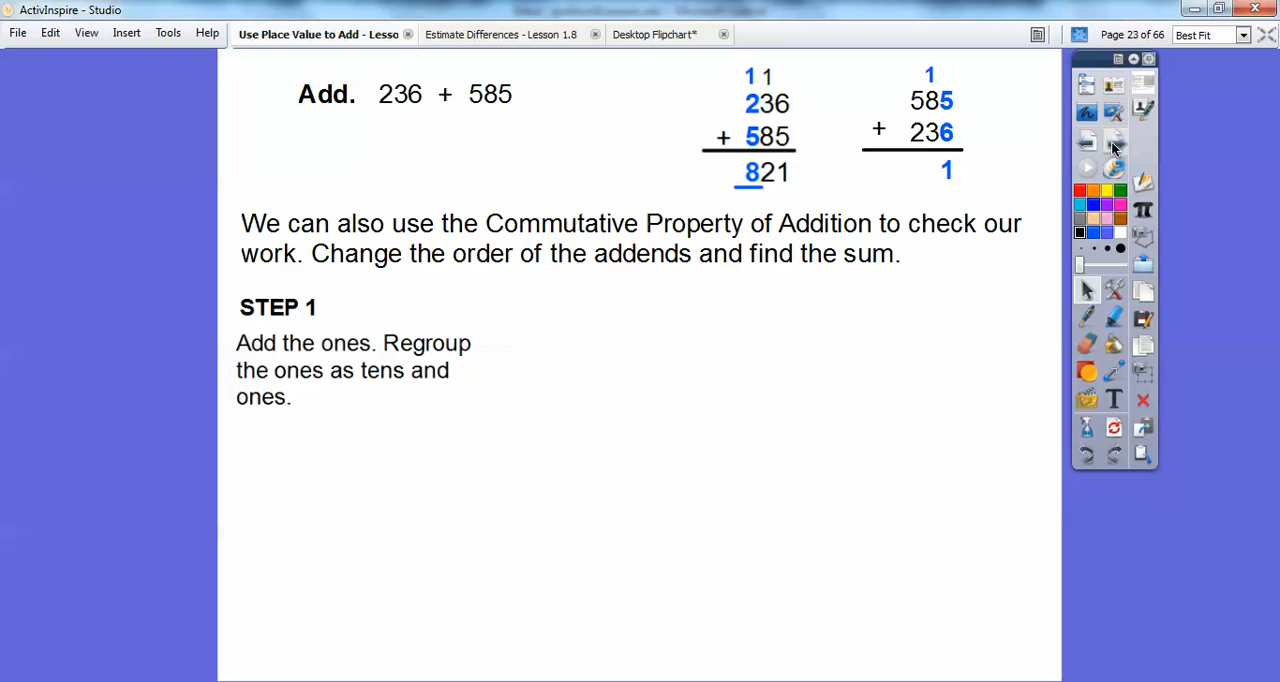 ActivInspire - Studio
File Edit View Insert Tools Help
Use Place Value to Add - Lesso
Estimate Differences - Lesson 1.8
Desktop Flipchart*
Page 23 of 66
Best Fit
Add. 236 + 585
1 1
236
+ 585
821
1
585
+ 236
1
We can also use the Commutative Property of Addition to check our
work. Change the order of the addends and find the sum.
STEP 1
Add the ones. Regroup
the ones as tens and
ones.